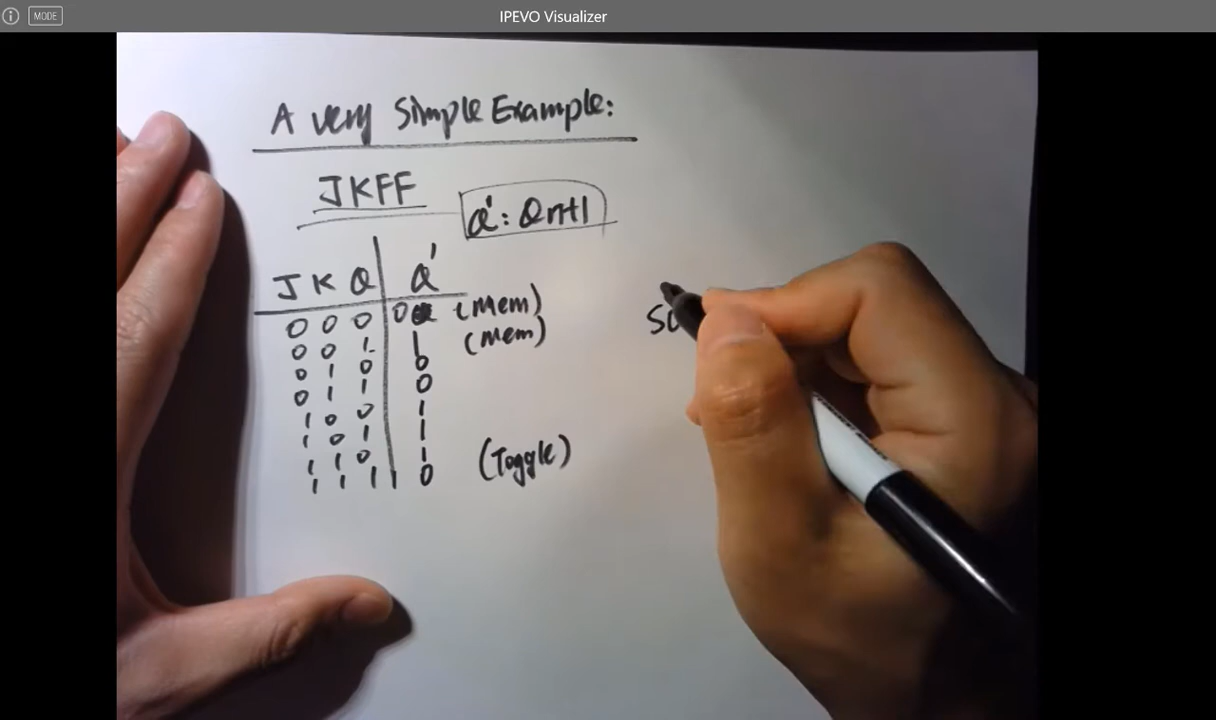 MODE IPEVO Visualizer
A very Simple Example:
JKFF
Q': Qn+1
J K Q Q'
0 0 0 0 (Mem)
0 0 1 1 (Mem)
0 1 0 0
0 1 1 0
1 0 0 1
1 0 1 1
1 1 0 1 (Toggle)
1 1 1 0